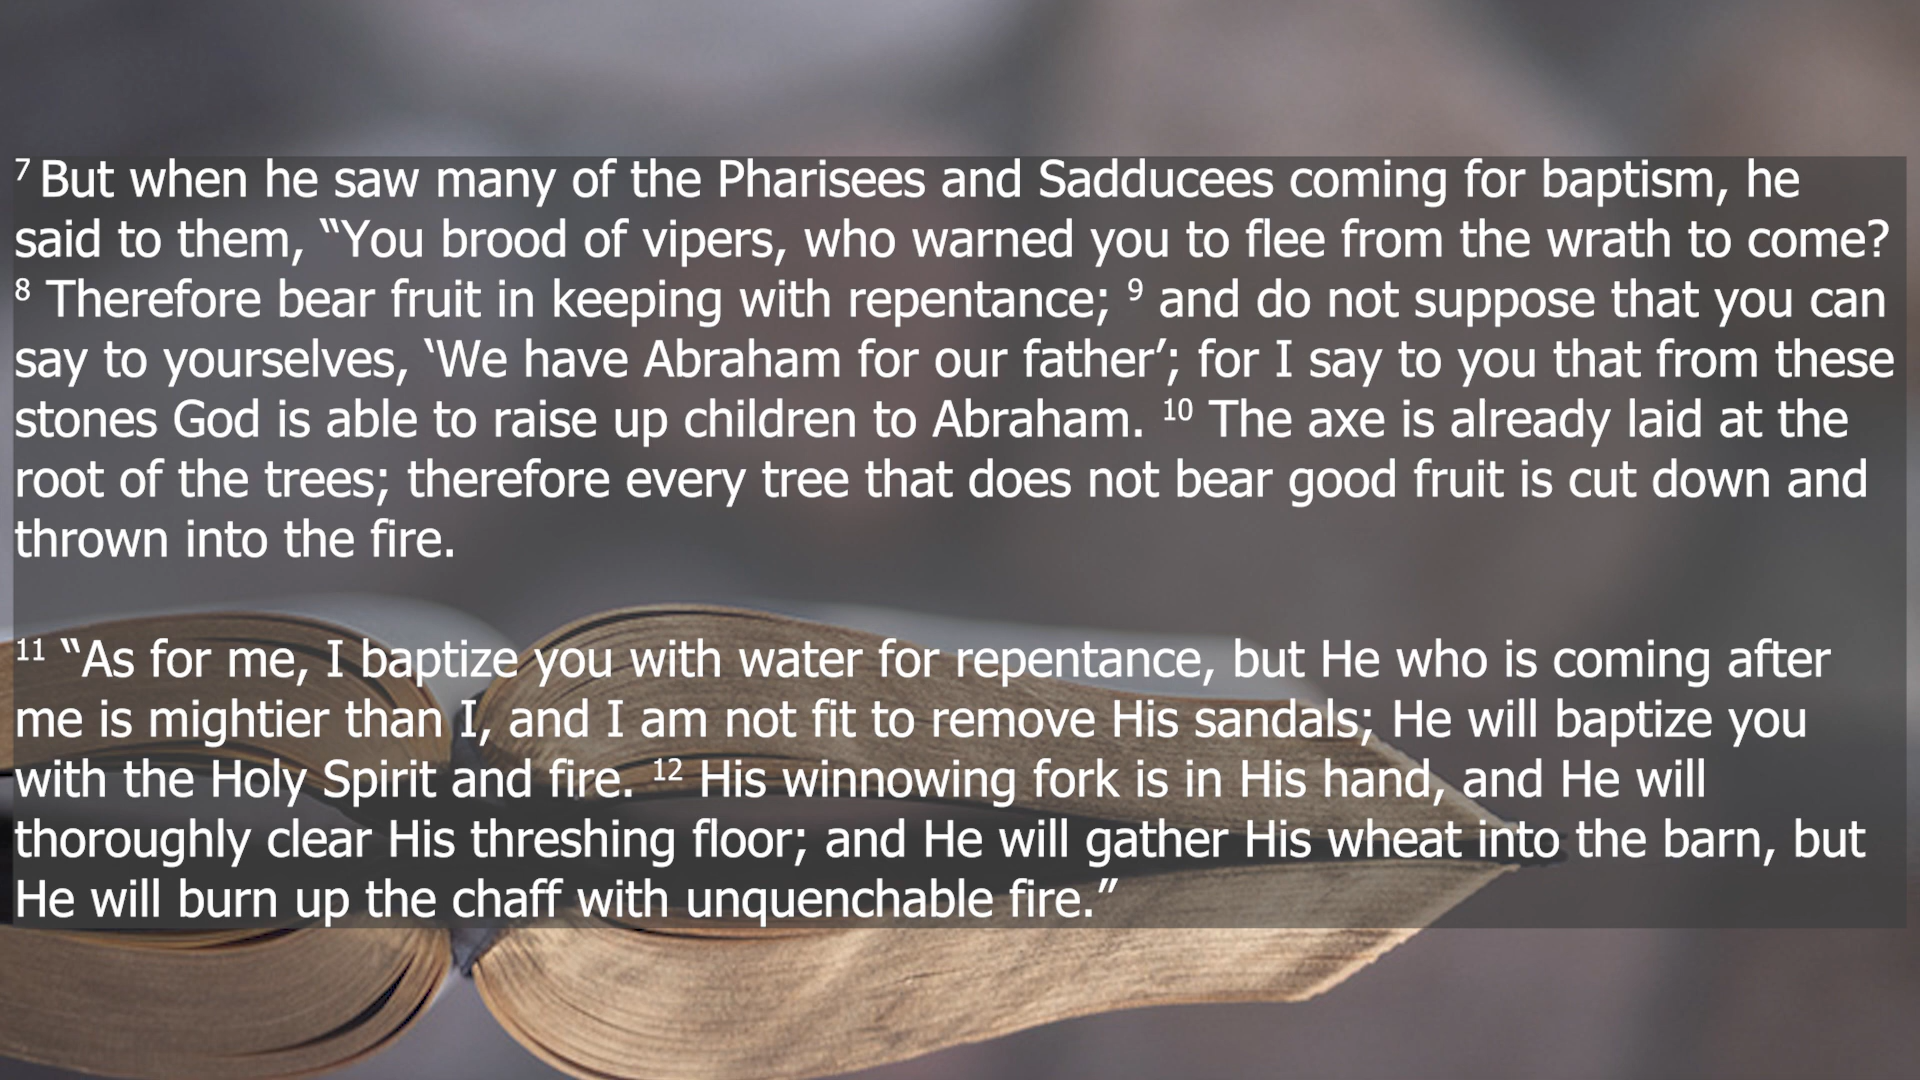 7 But when he saw many of the Pharisees and Sadducees coming for baptism, he
said to them, “You brood of vipers, who warned you to flee from the wrath to come?
8 Therefore bear fruit in keeping with repentance; 9 and do not suppose that you can
say to yourselves, ‘We have Abraham for our father’; for I say to you that from these
stones God is able to raise up children to Abraham. 10 The axe is already laid at the
root of the trees; therefore every tree that does not bear good fruit is cut down and
thrown into the fire.
11 “As for me, I baptize you with water for repentance, but He who is coming after
me is mightier than I, and I am not fit to remove His sandals; He will baptize you
with the Holy Spirit and fire. 12 His winnowing fork is in His hand, and He will
thoroughly clear His threshing floor; and He will gather His wheat into the barn, but
He will burn up the chaff with unquenchable fire.”